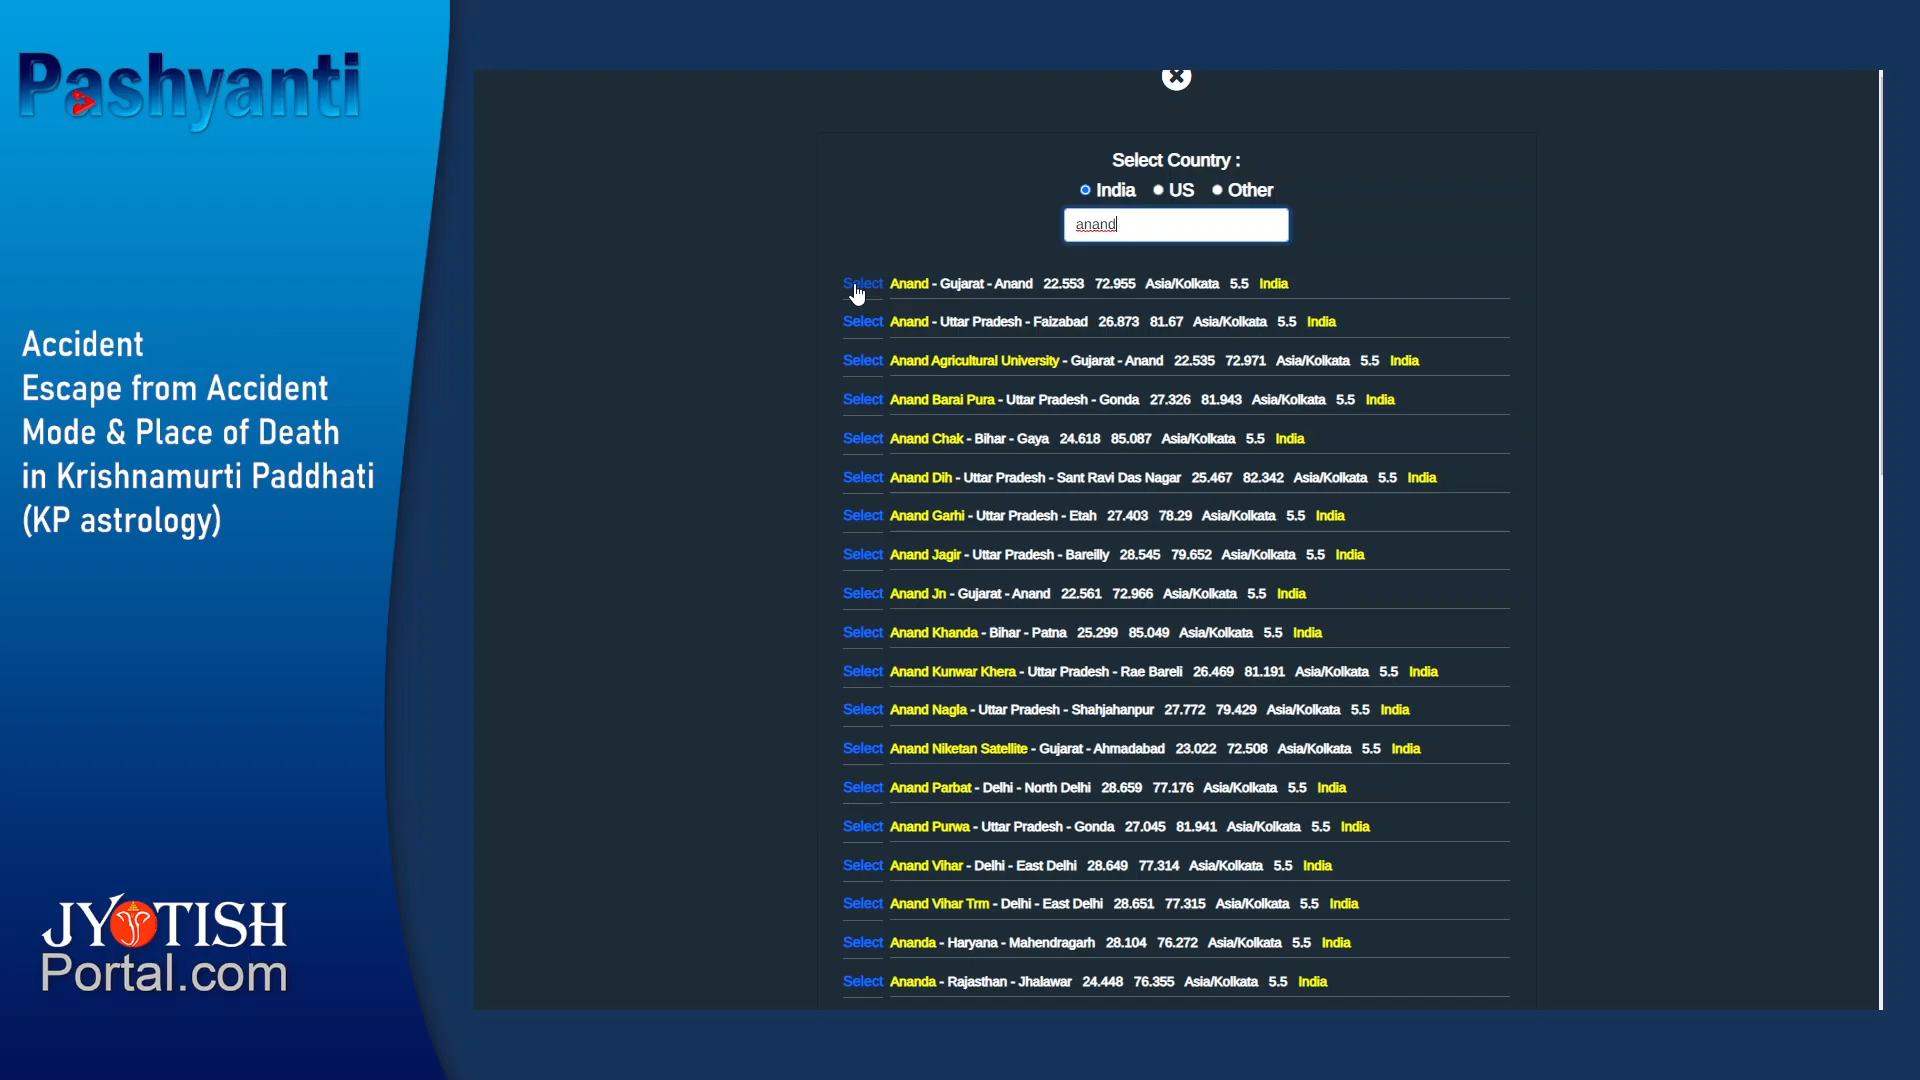 Pashyanti
Accident
Escape from Accident
Mode & Place of Death
in Krishnamurti Paddhati
(KP astrology)
JYOTISH
Portal.com
Select Country :
India US Other
anand
Select Anand - Gujarat - Anand 22.553 72.955 Asia/Kolkata 5.5 India
Select Anand - Uttar Pradesh - Faizabad 26.873 81.67 Asia/Kolkata 5.5 India
Select Anand Agricultural University - Gujarat - Anand 22.535 72.971 Asia/Kolkata 5.5 India
Select Anand Barai Pura - Uttar Pradesh - Gonda 27.326 81.943 Asia/Kolkata 5.5 India
Select Anand Chak - Bihar - Gaya 24.618 85.087 Asia/Kolkata 5.5 India
Select Anand Dih - Uttar Pradesh - Sant Ravi Das Nagar 25.467 82.342 Asia/Kolkata 5.5 India
Select Anand Garhi - Uttar Pradesh - Etah 27.403 78.29 Asia/Kolkata 5.5 India
Select Anand Jagir - Uttar Pradesh - Bareilly 28.545 79.652 Asia/Kolkata 5.5 India
Select Anand Jn - Gujarat - Anand 22.561 72.966 Asia/Kolkata 5.5 India
Select Anand Khanda - Bihar - Patna 25.299 85.049 Asia/Kolkata 5.5 India
Select Anand Kunwar Khera - Uttar Pradesh - Rae Bareli 26.469 81.191 Asia/Kolkata 5.5 India
Select Anand Nagla - Uttar Pradesh - Shahjahanpur 27.772 79.429 Asia/Kolkata 5.5 India
Select Anand Niketan Satellite - Gujarat - Ahmadabad 23.022 72.508 Asia/Kolkata 5.5 India
Select Anand Parbat - Delhi - North Delhi 28.659 77.176 Asia/Kolkata 5.5 India
Select Anand Purwa - Uttar Pradesh - Gonda 27.045 81.941 Asia/Kolkata 5.5 India
Select Anand Vihar - Delhi - East Delhi 28.649 77.314 Asia/Kolkata 5.5 India
Select Anand Vihar Trm - Delhi - East Delhi 28.651 77.315 Asia/Kolkata 5.5 India
Select Ananda - Haryana - Mahendragarh 28.104 76.272 Asia/Kolkata 5.5 India
Select Ananda - Rajasthan - Jhalawar 24.448 76.355 Asia/Kolkata 5.5 India